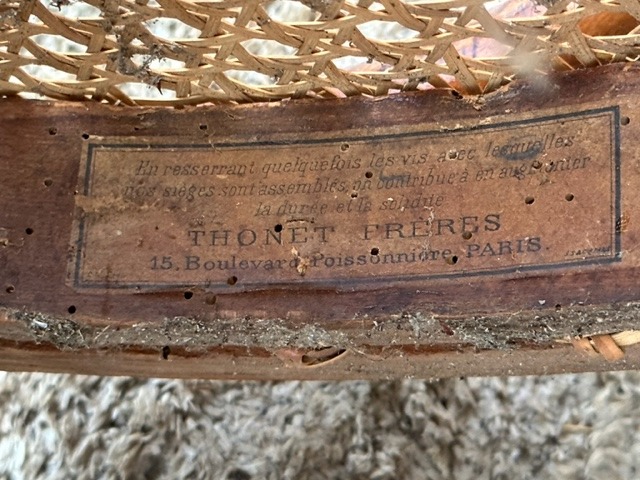 En resserrant quelquefois les vis avec lesquelles
nos sièges sont assemblés, on contribue à en augmenter
la durée et la solidité
THONET FRÈRES
15, Boulevard Poissonnière, PARIS.